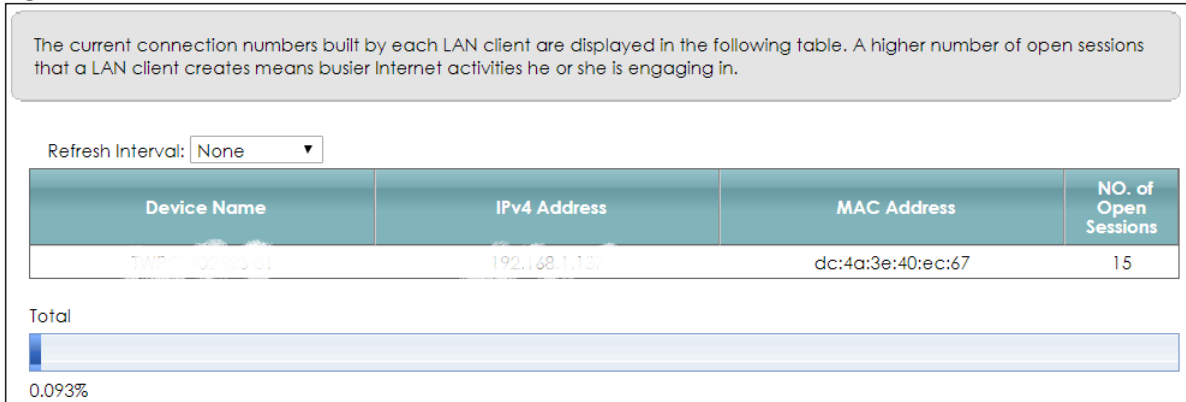 The current connection numbers built by each LAN client are displayed in the following table. A higher number of open sessions
that a LAN client creates means busier Internet activities he or she is engaging in.
Refresh Interval: None
Device Name IPv4 Address MAC Address NO. of Open Sessions
dc:4a:3e:40:ec:67 15
Total
0.093%